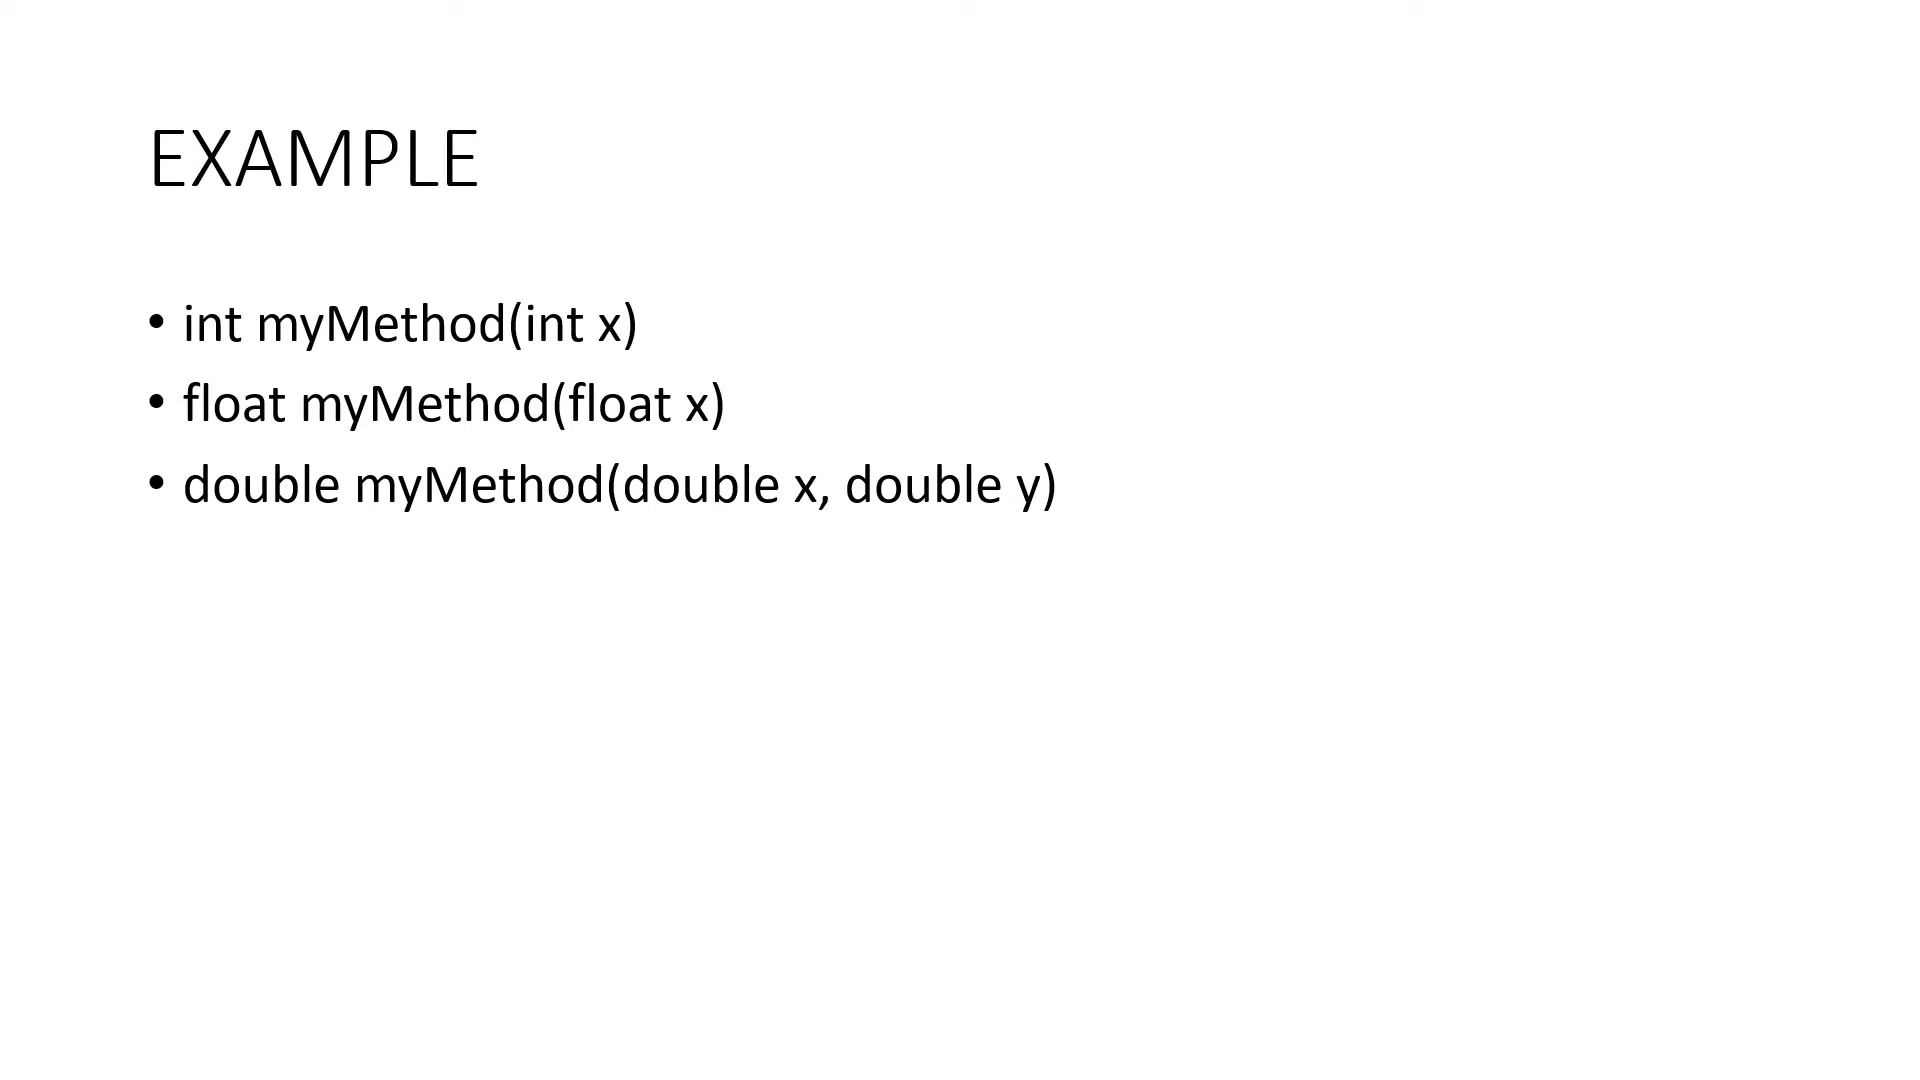 EXAMPLE
• int myMethod(int x)
• float myMethod(float x)
• double myMethod(double x, double y)